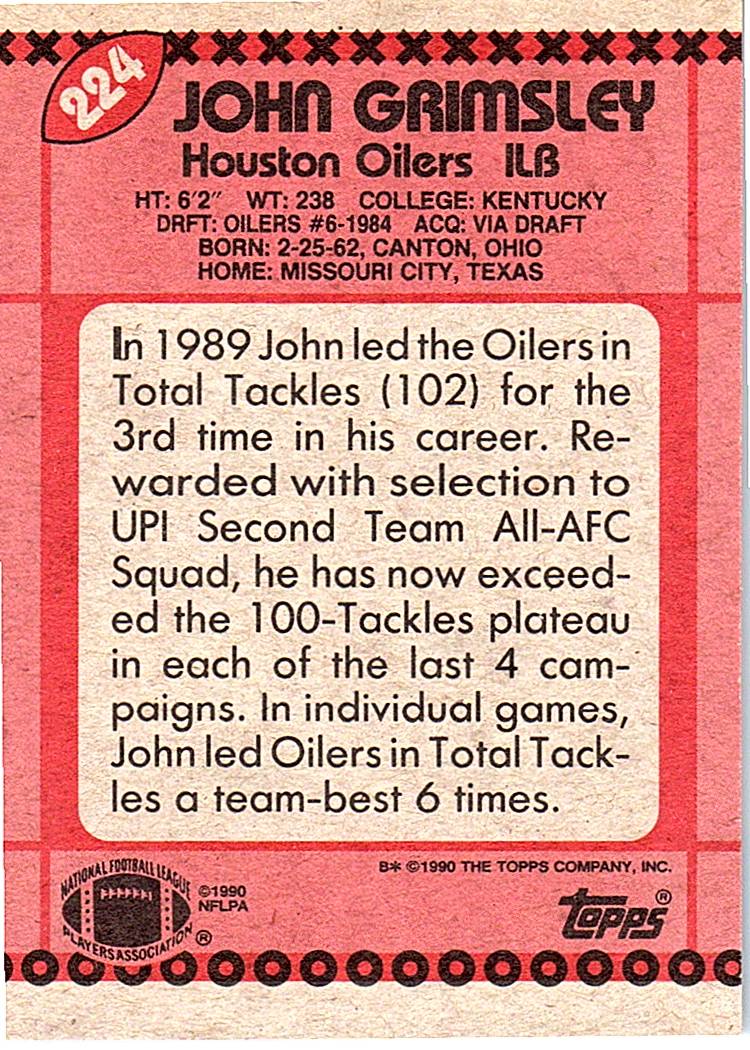 224
JOHN GRIMSLEY
Houston Oilers ILB
HT: 6'2" WT: 238 COLLEGE: KENTUCKY
DRFT: OILERS #6-1984 ACQ: VIA DRAFT
BORN: 2-25-62, CANTON, OHIO
HOME: MISSOURI CITY, TEXAS
In 1989 John led the Oilers in
Total Tackles (102) for the
3rd time in his career. Re-
warded with selection to
UPI Second Team All-AFC
Squad, he has now exceed-
ed the 100-Tackles plateau
in each of the last 4 cam-
paigns. In individual games,
John led Oilers in Total Tack-
les a team-best 6 times.
B* ©1990 THE TOPPS COMPANY, INC.
NATIONAL FOOTBALL LEAGUE
PLAYERS ASSOCIATION ®
©1990
NFLPA
topps ®